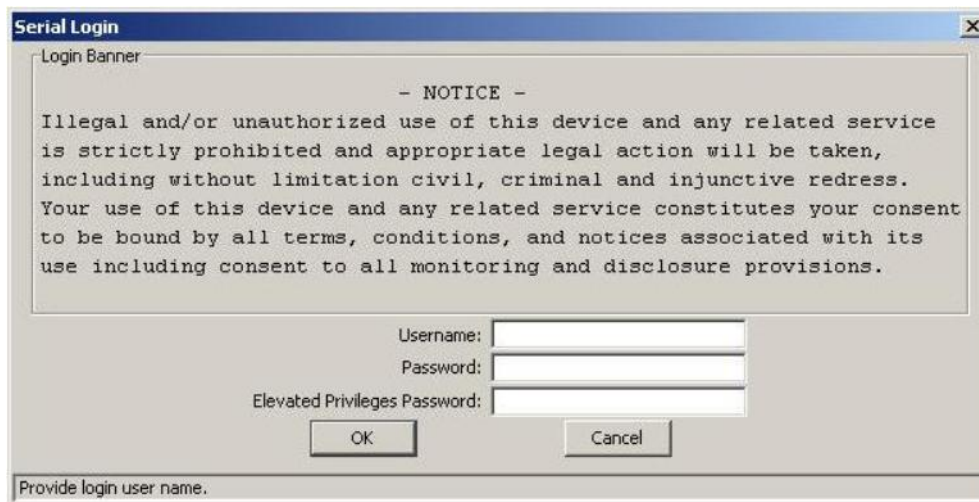 Serial Login
Login Banner
- NOTICE -
Illegal and/or unauthorized use of this device and any related service
is strictly prohibited and appropriate legal action will be taken,
including without limitation civil, criminal and injunctive redress.
Your use of this device and any related service constitutes your consent
to be bound by all terms, conditions, and notices associated with its
use including consent to all monitoring and disclosure provisions.
Username:
Password:
Elevated Privileges Password:
OK Cancel
Provide login user name.